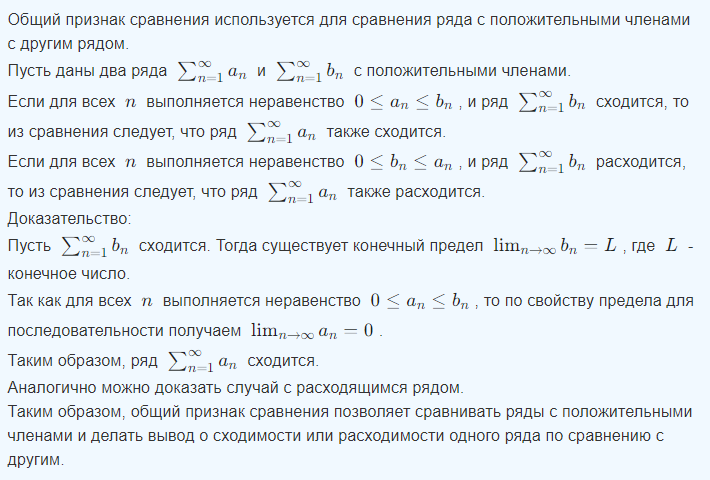 Общий признак сравнения используется для сравнения ряда с положительными членами
с другим рядом.
Пусть даны два ряда $\sum_{n=1}^{\infty} a_n$ и $\sum_{n=1}^{\infty} b_n$ с положительными членами.
Если для всех $n$ выполняется неравенство $0 \leq a_n \leq b_n$ , и ряд $\sum_{n=1}^{\infty} b_n$ сходится, то
из сравнения следует, что ряд $\sum_{n=1}^{\infty} a_n$ также сходится.
Если для всех $n$ выполняется неравенство $0 \leq b_n \leq a_n$ , и ряд $\sum_{n=1}^{\infty} b_n$ расходится,
то из сравнения следует, что ряд $\sum_{n=1}^{\infty} a_n$ также расходится.
Доказательство:
Пусть $\sum_{n=1}^{\infty} b_n$ сходится. Тогда существует конечный предел $\lim_{n \to \infty} b_n = L$ , где $L$ -
конечное число.
Так как для всех $n$ выполняется неравенство $0 \leq a_n \leq b_n$ , то по свойству предела для
последовательности получаем $\lim_{n \to \infty} a_n = 0$ .
Таким образом, ряд $\sum_{n=1}^{\infty} a_n$ сходится.
Аналогично можно доказать случай с расходящимся рядом.
Таким образом, общий признак сравнения позволяет сравнивать ряды с положительными
членами и делать вывод о сходимости или расходимости одного ряда по сравнению с
другим.